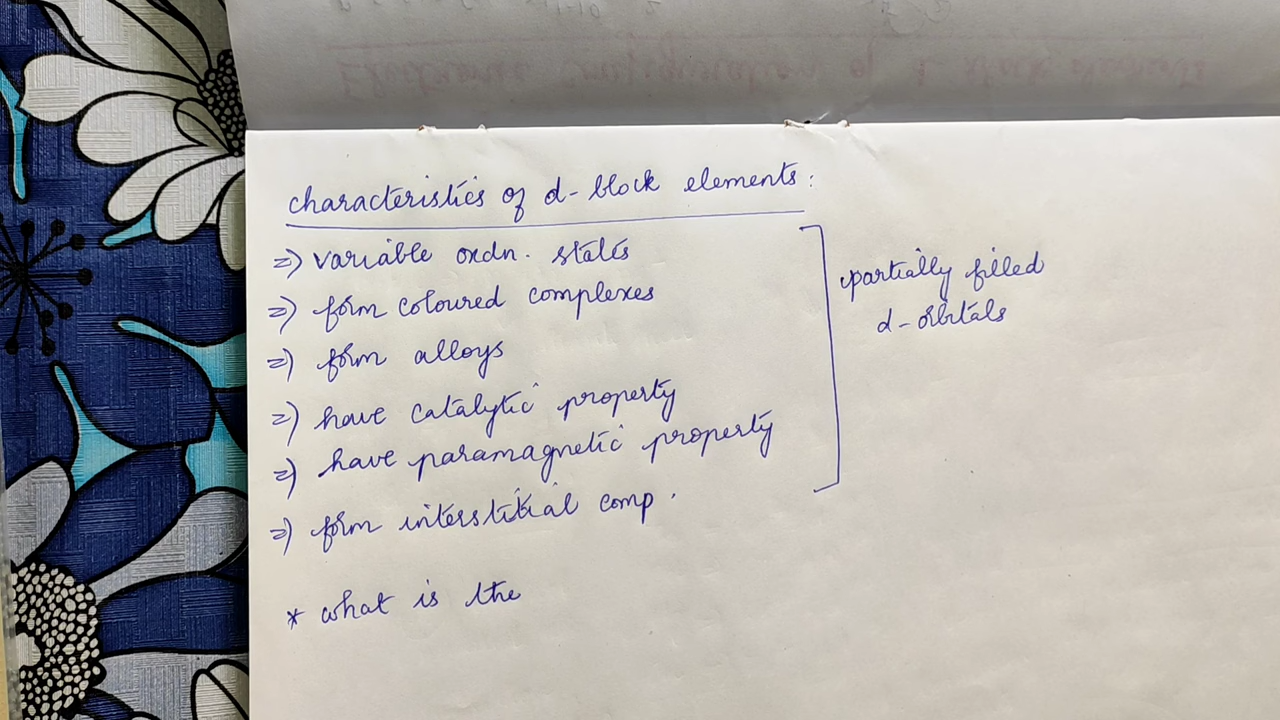 characteristics of d-block elements:
=> variable oxdn. states
=> form coloured complexes
=> form alloys
=> have catalytic property
=> have paramagnetic property
=> form interstitial comp.
partially filled
d-orbitals
* what is the